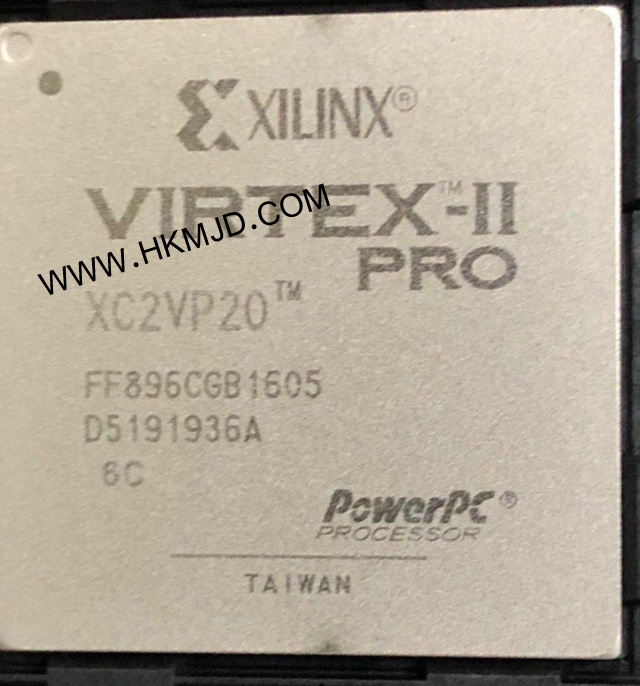 XILINX®
VIRTEX™-II
PRO
WWW.HKMJD.COM
XC2VP20™
FF896CGB1605
D5191936A
6C
PowerPC®
PROCESSOR
TAIWAN